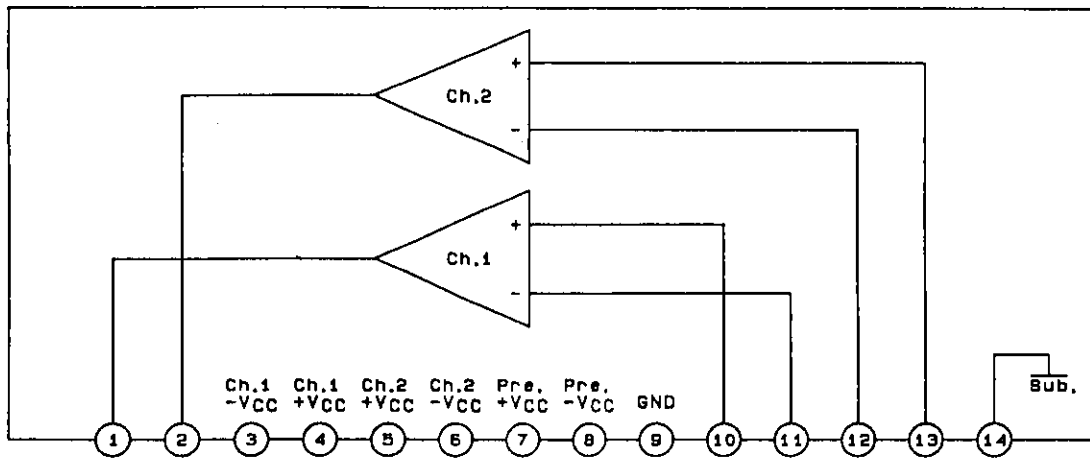 +
Ch.2
−
+
Ch.1
−
Ch.1 Ch.1 Ch.2 Ch.2 Pre. Pre.
-VCC +VCC +VCC -VCC +VCC -VCC GND
Sub.
1 2 3 4 5 6 7 8 9 10 11 12 13 14